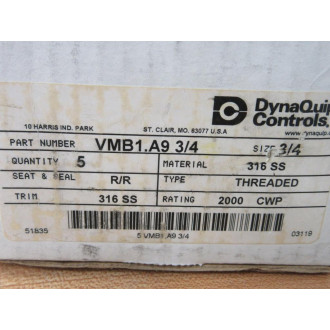 DynaQuip
Controls
www.dynaquip
10 HARRIS IND. PARK ST. CLAIR, MO. 63077 U.S.A
PART NUMBER VMB1.A9 3/4 SIZE 3/4
QUANTITY 5 MATERIAL 316 SS
SEAT & SEAL R/R TYPE THREADED
TRIM 316 SS RATING 2000 CWP
51835 5 VMB1.A9 3/4 03119